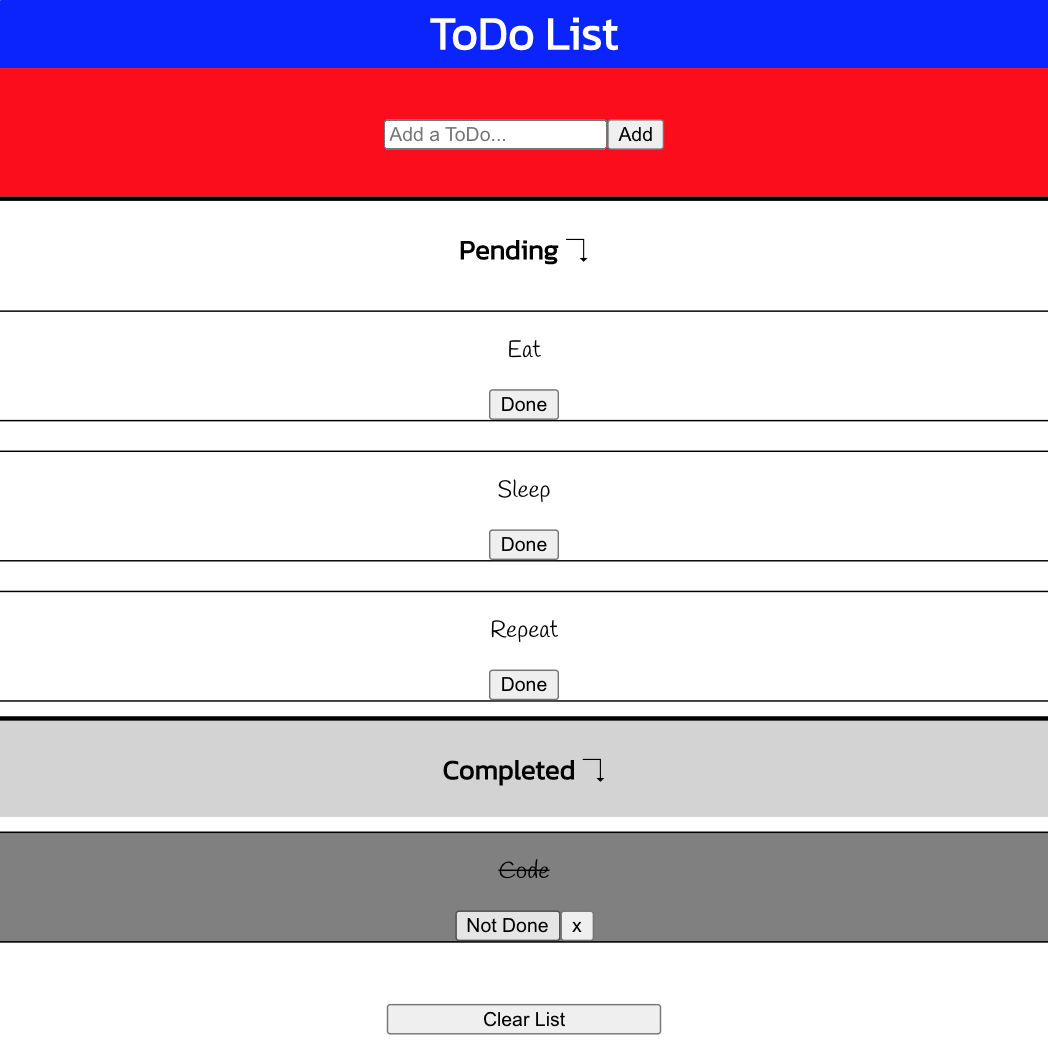 ToDo List
Add a ToDo... Add
Pending
Eat
Done
Sleep
Done
Repeat
Done
Completed
Code
Not Done x
Clear List